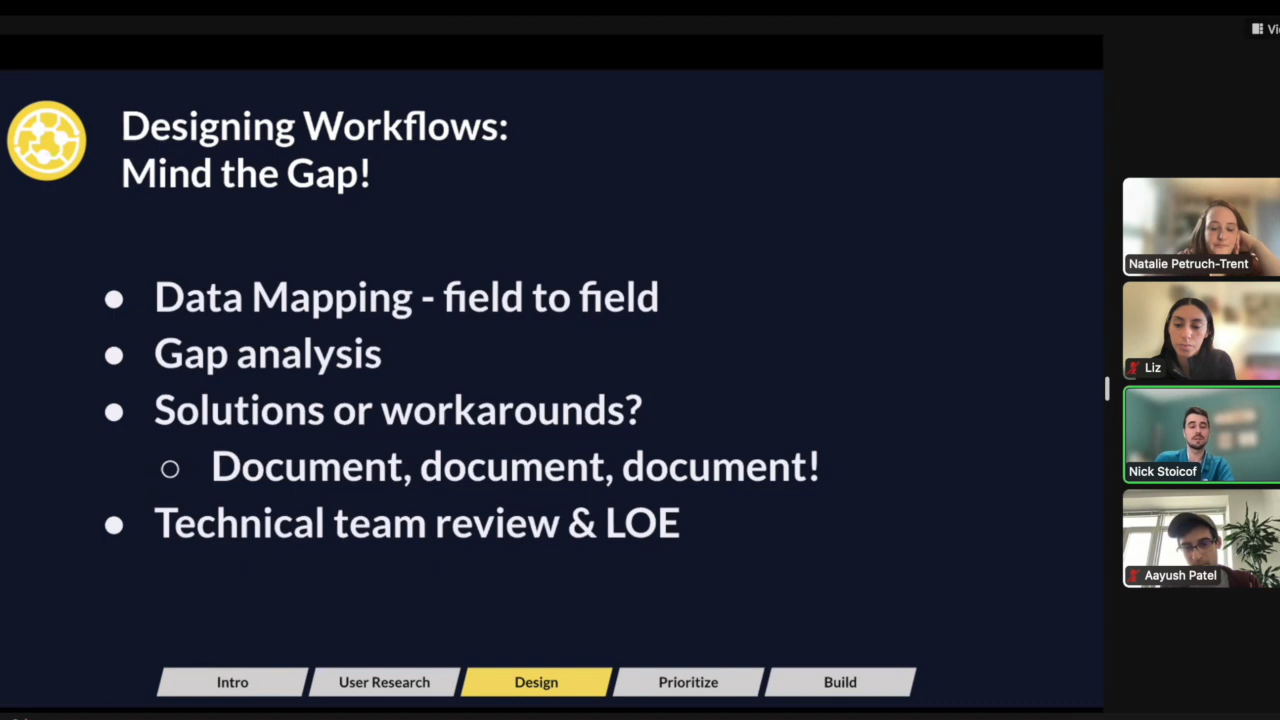 Vi
Designing Workflows:
Mind the Gap!
● Data Mapping - field to field
● Gap analysis
● Solutions or workarounds?
○ Document, document, document!
● Technical team review & LOE
Natalie Petruch-Trent
Liz
Nick Stoicof
Aayush Patel
Intro
User Research
Design
Prioritize
Build